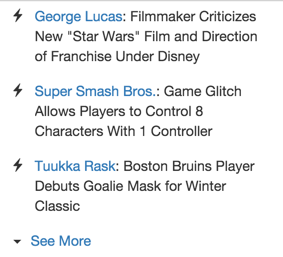 George Lucas: Filmmaker Criticizes
New "Star Wars" Film and Direction
of Franchise Under Disney
Super Smash Bros.: Game Glitch
Allows Players to Control 8
Characters With 1 Controller
Tuukka Rask: Boston Bruins Player
Debuts Goalie Mask for Winter
Classic
See More